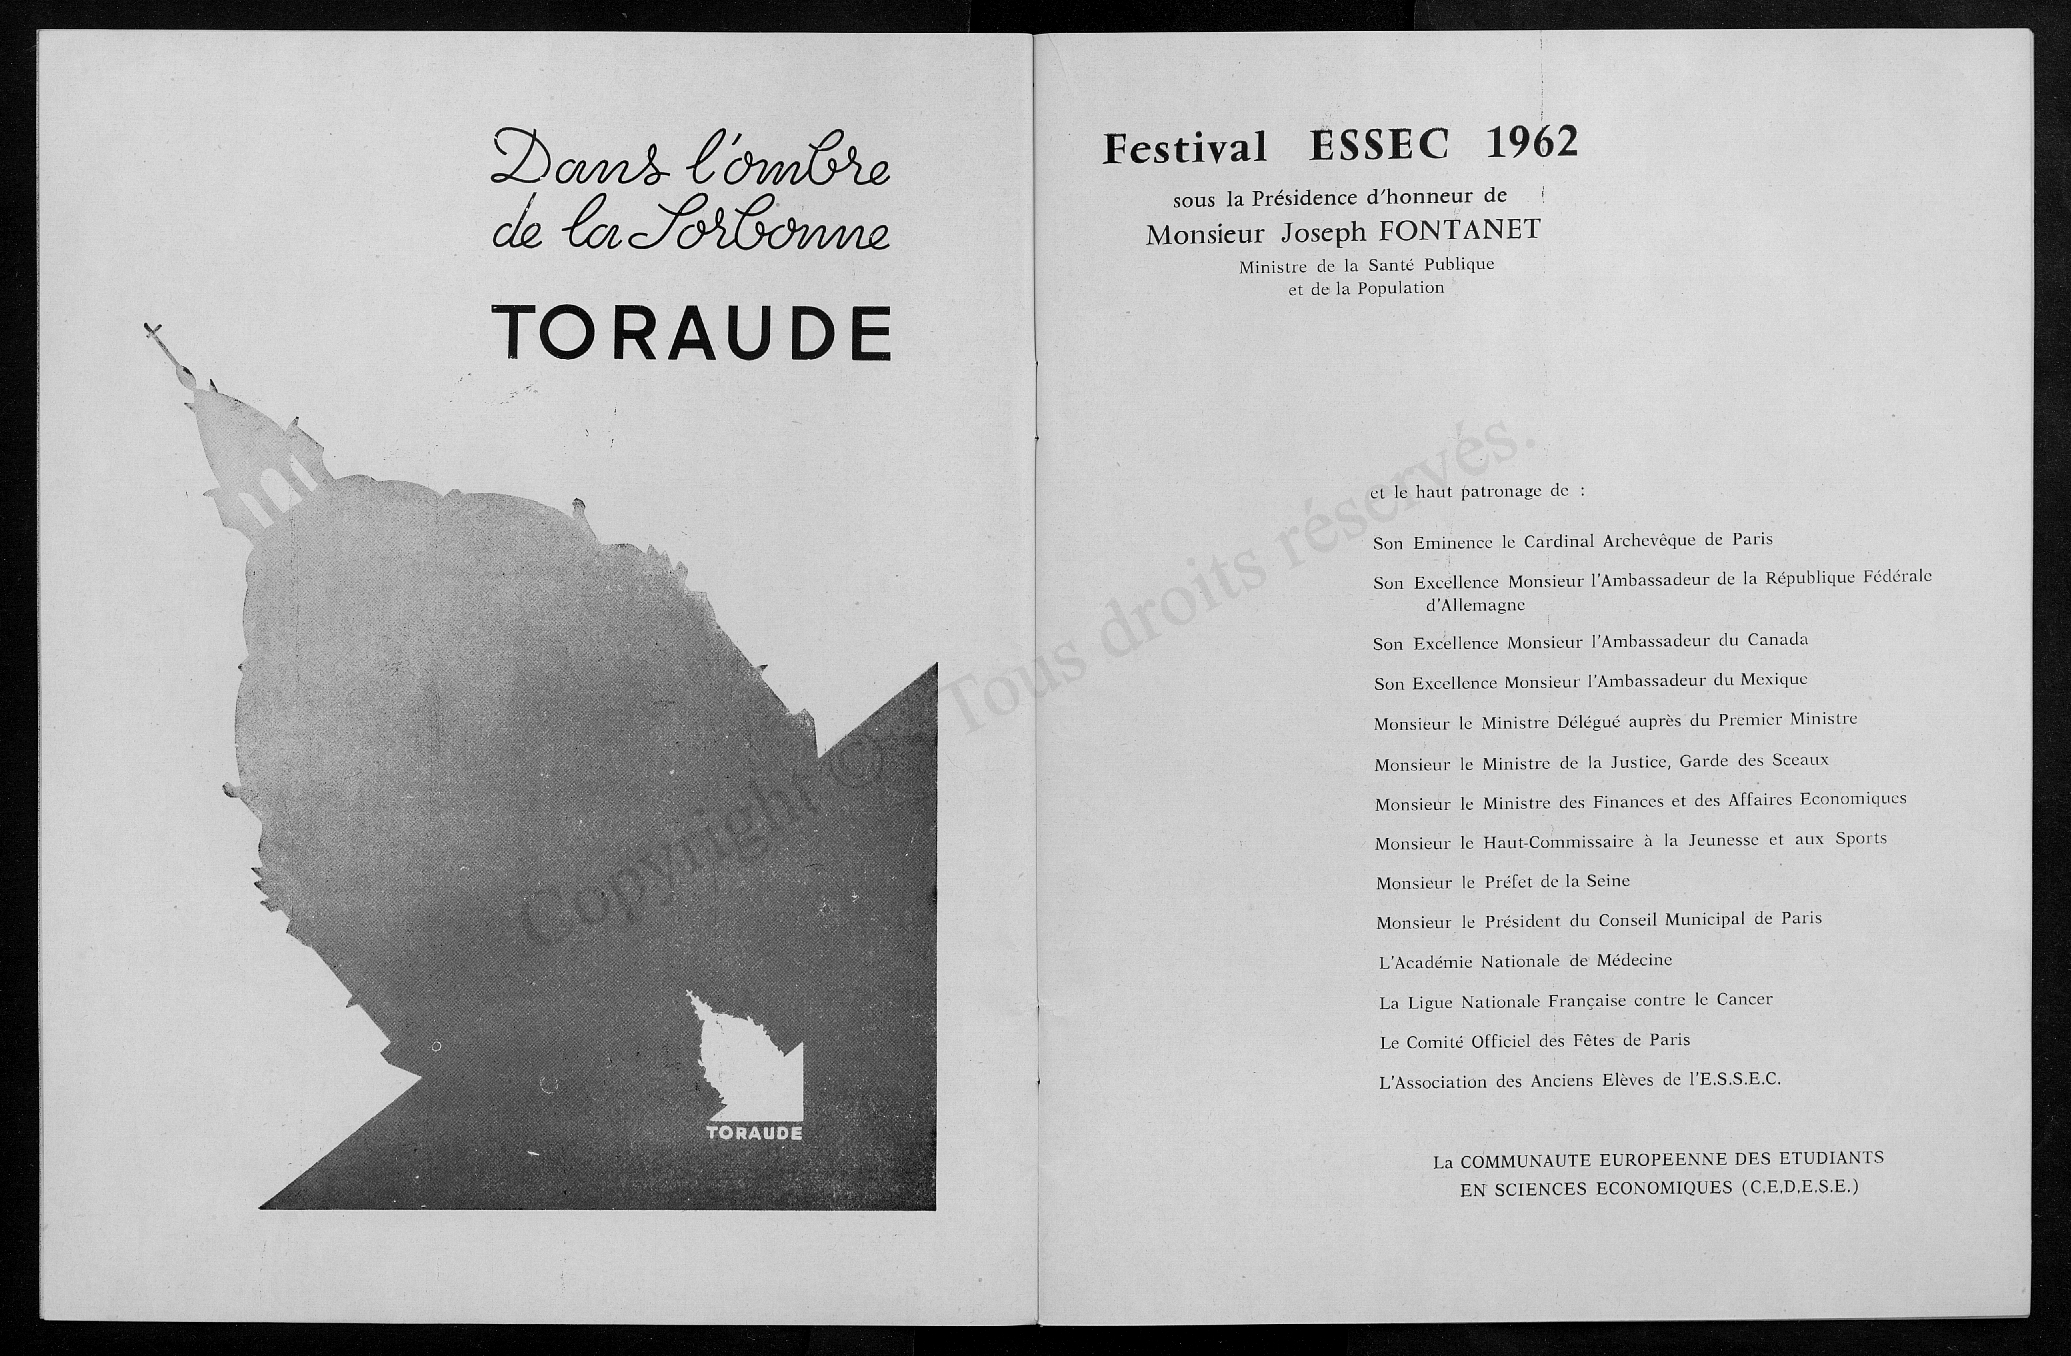 Dans l'ombre
de la Sorbonne
TORAUDE
TORAUDE
Festival ESSEC 1962
sous la Présidence d'honneur de
Monsieur Joseph FONTANET
Ministre de la Santé Publique
et de la Population
et le haut patronage de :
Son Eminence le Cardinal Archevêque de Paris
Son Excellence Monsieur l'Ambassadeur de la République Fédérale
d'Allemagne
Son Excellence Monsieur l'Ambassadeur du Canada
Son Excellence Monsieur l'Ambassadeur du Mexique
Monsieur le Ministre Délégué auprès du Premier Ministre
Monsieur le Ministre de la Justice, Garde des Sceaux
Monsieur le Ministre des Finances et des Affaires Economiques
Monsieur le Haut-Commissaire à la Jeunesse et aux Sports
Monsieur le Préfet de la Seine
Monsieur le Président du Conseil Municipal de Paris
L'Académie Nationale de Médecine
La Ligue Nationale Française contre le Cancer
Le Comité Officiel des Fêtes de Paris
L'Association des Anciens Elèves de l'E.S.S.E.C.
La COMMUNAUTE EUROPEENNE DES ETUDIANTS
EN SCIENCES ECONOMIQUES (C.E.D.E.S.E.)
Copyright © Tous droits réservés.